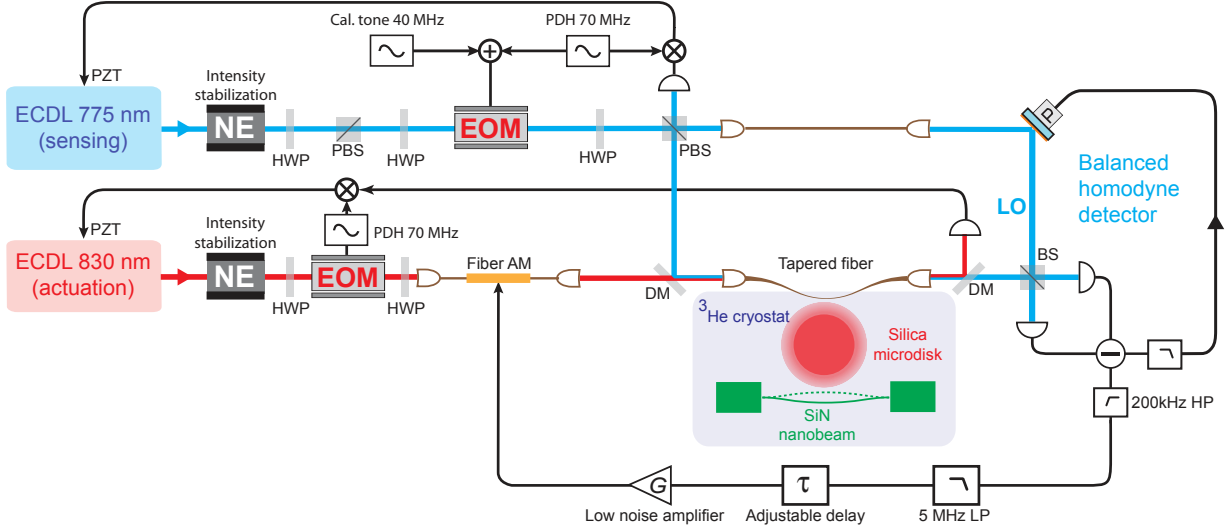 Cal. tone 40 MHz
PDH 70 MHz
PZT
Intensity
stabilization
ECDL 775 nm
(sensing)
NE
HWP
PBS
HWP
EOM
HWP
PBS
P
Balanced
homodyne
detector
LO
PZT
Intensity
stabilization
PDH 70 MHz
ECDL 830 nm
(actuation)
NE
HWP
EOM
HWP
Fiber AM
DM
Tapered fiber
DM
BS
3He cryostat
Silica
microdisk
SiN
nanobeam
200kHz HP
G
τ
Low noise amplifier
Adjustable delay
5 MHz LP